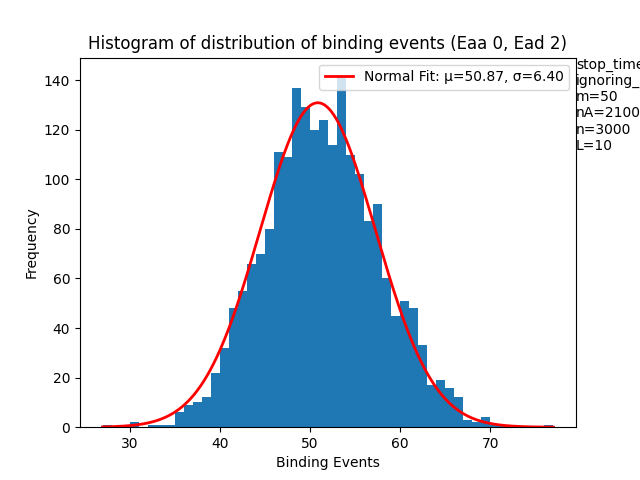 Histogram of distribution of binding events (Eaa 0, Ead 2)
Normal Fit: μ=50.87, σ=6.40
stop_time
ignoring_
m=50
nA=2100
n=3000
L=10
Frequency
140
120
100
80
60
40
20
0
30 40 50 60 70
Binding Events